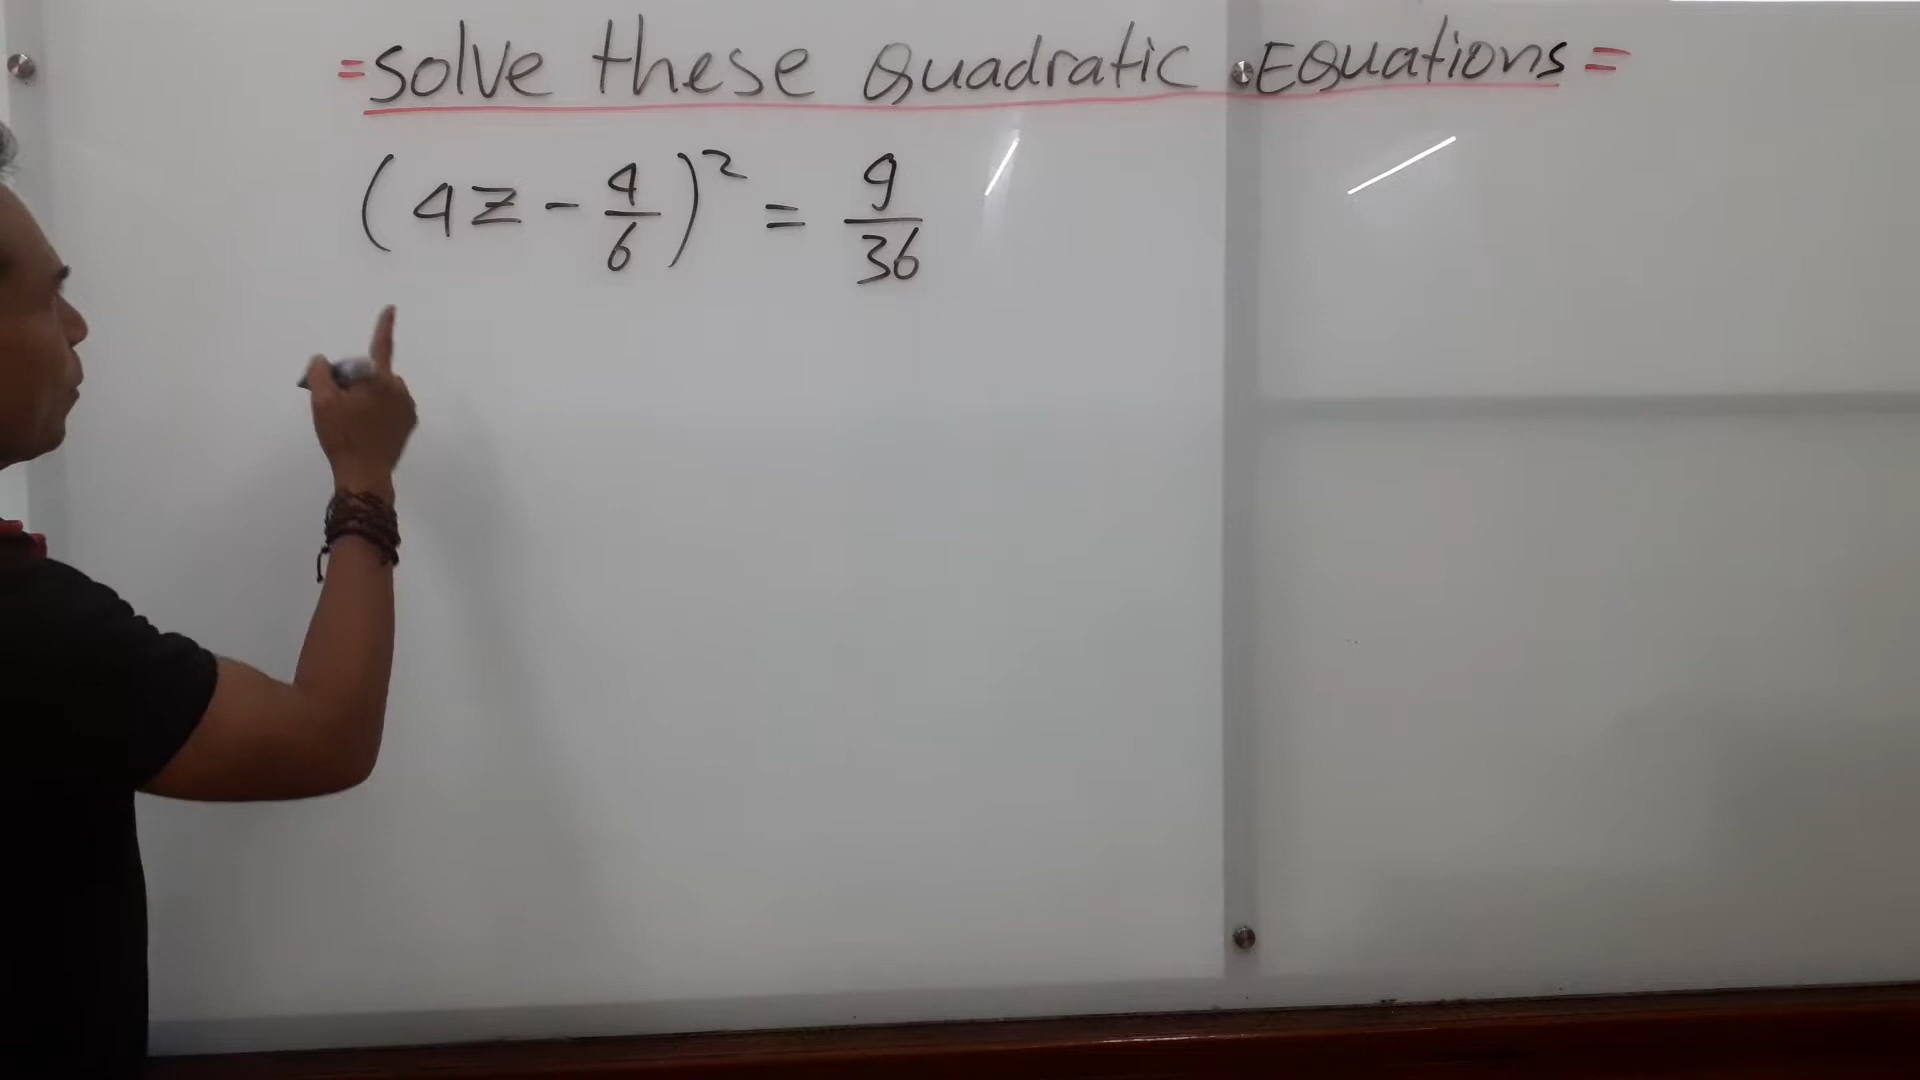 =Solve these Quadratic Equations=
(4z - 4/6)² = 9/36